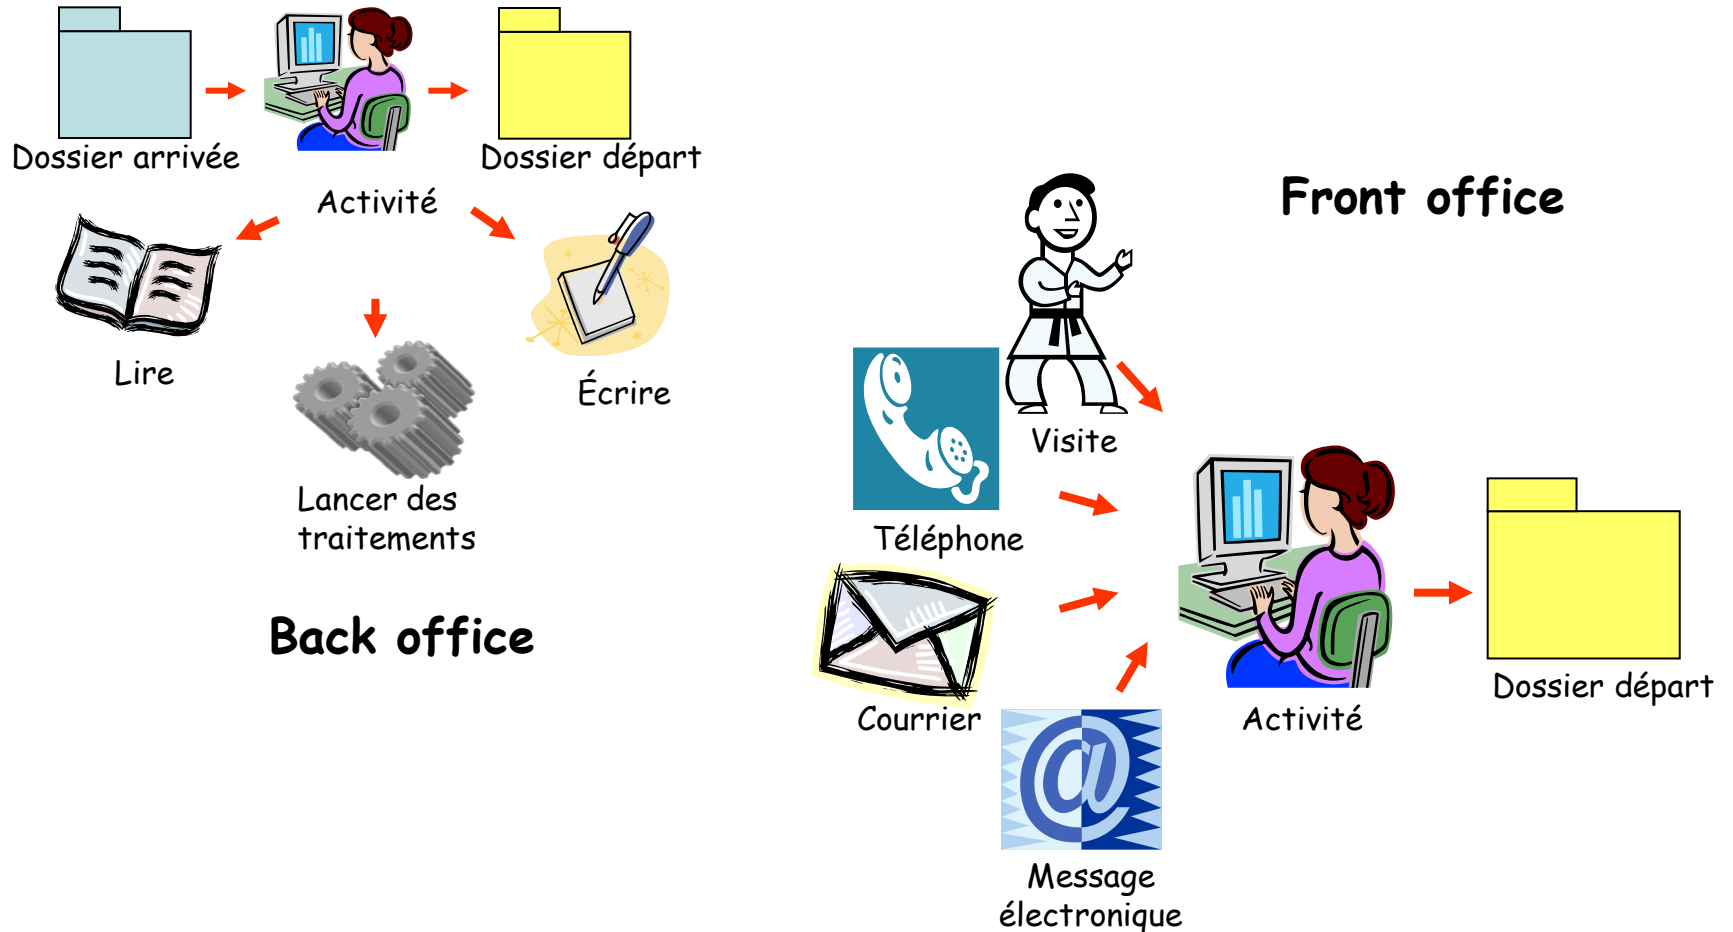 Dossier arrivée
Dossier départ
Activité
Lire
Écrire
Lancer des
traitements
Back office
Front office
Visite
Téléphone
Courrier
Message
électronique
Activité
Dossier départ